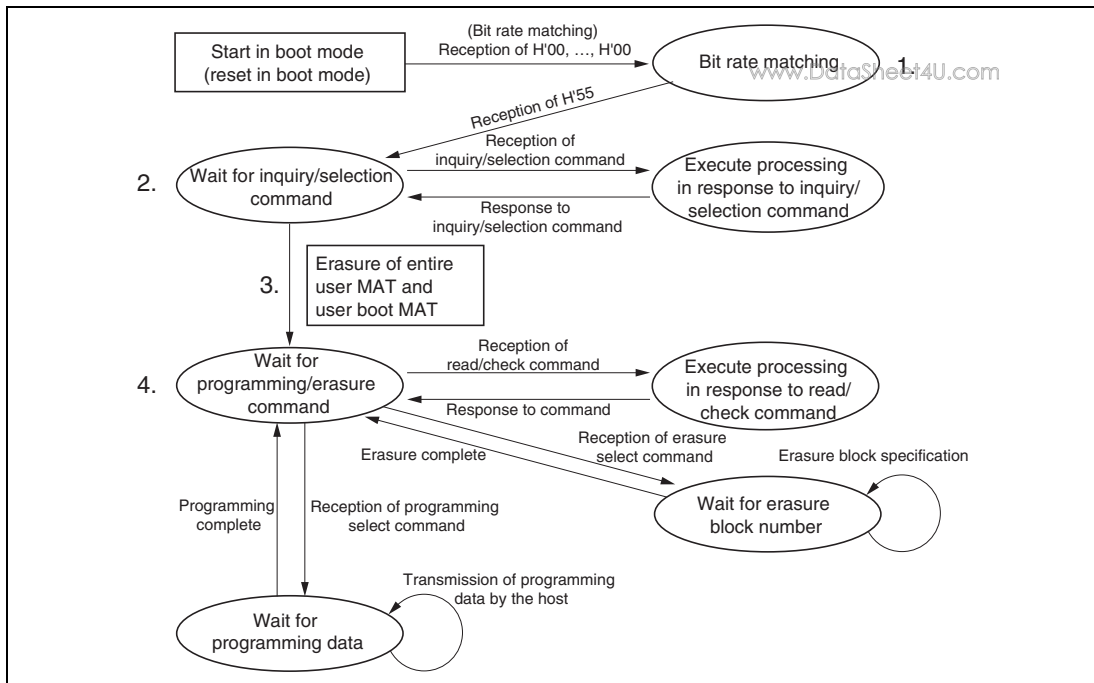 Start in boot mode
(reset in boot mode)
(Bit rate matching)
Reception of H'00, …, H'00
Bit rate matching
1.
www.DataSheet4U.com
Reception of H'55
2.
Wait for inquiry/selection
command
Reception of
inquiry/selection command
Response to
inquiry/selection command
Execute processing
in response to inquiry/
selection command
3.
Erasure of entire
user MAT and
user boot MAT
4.
Wait for
programming/erasure
command
Reception of
read/check command
Response to command
Execute processing
in response to read/
check command
Erasure complete
Reception of erasure
select command
Erasure block specification
Wait for erasure
block number
Programming
complete
Reception of programming
select command
Transmission of programming
data by the host
Wait for
programming data